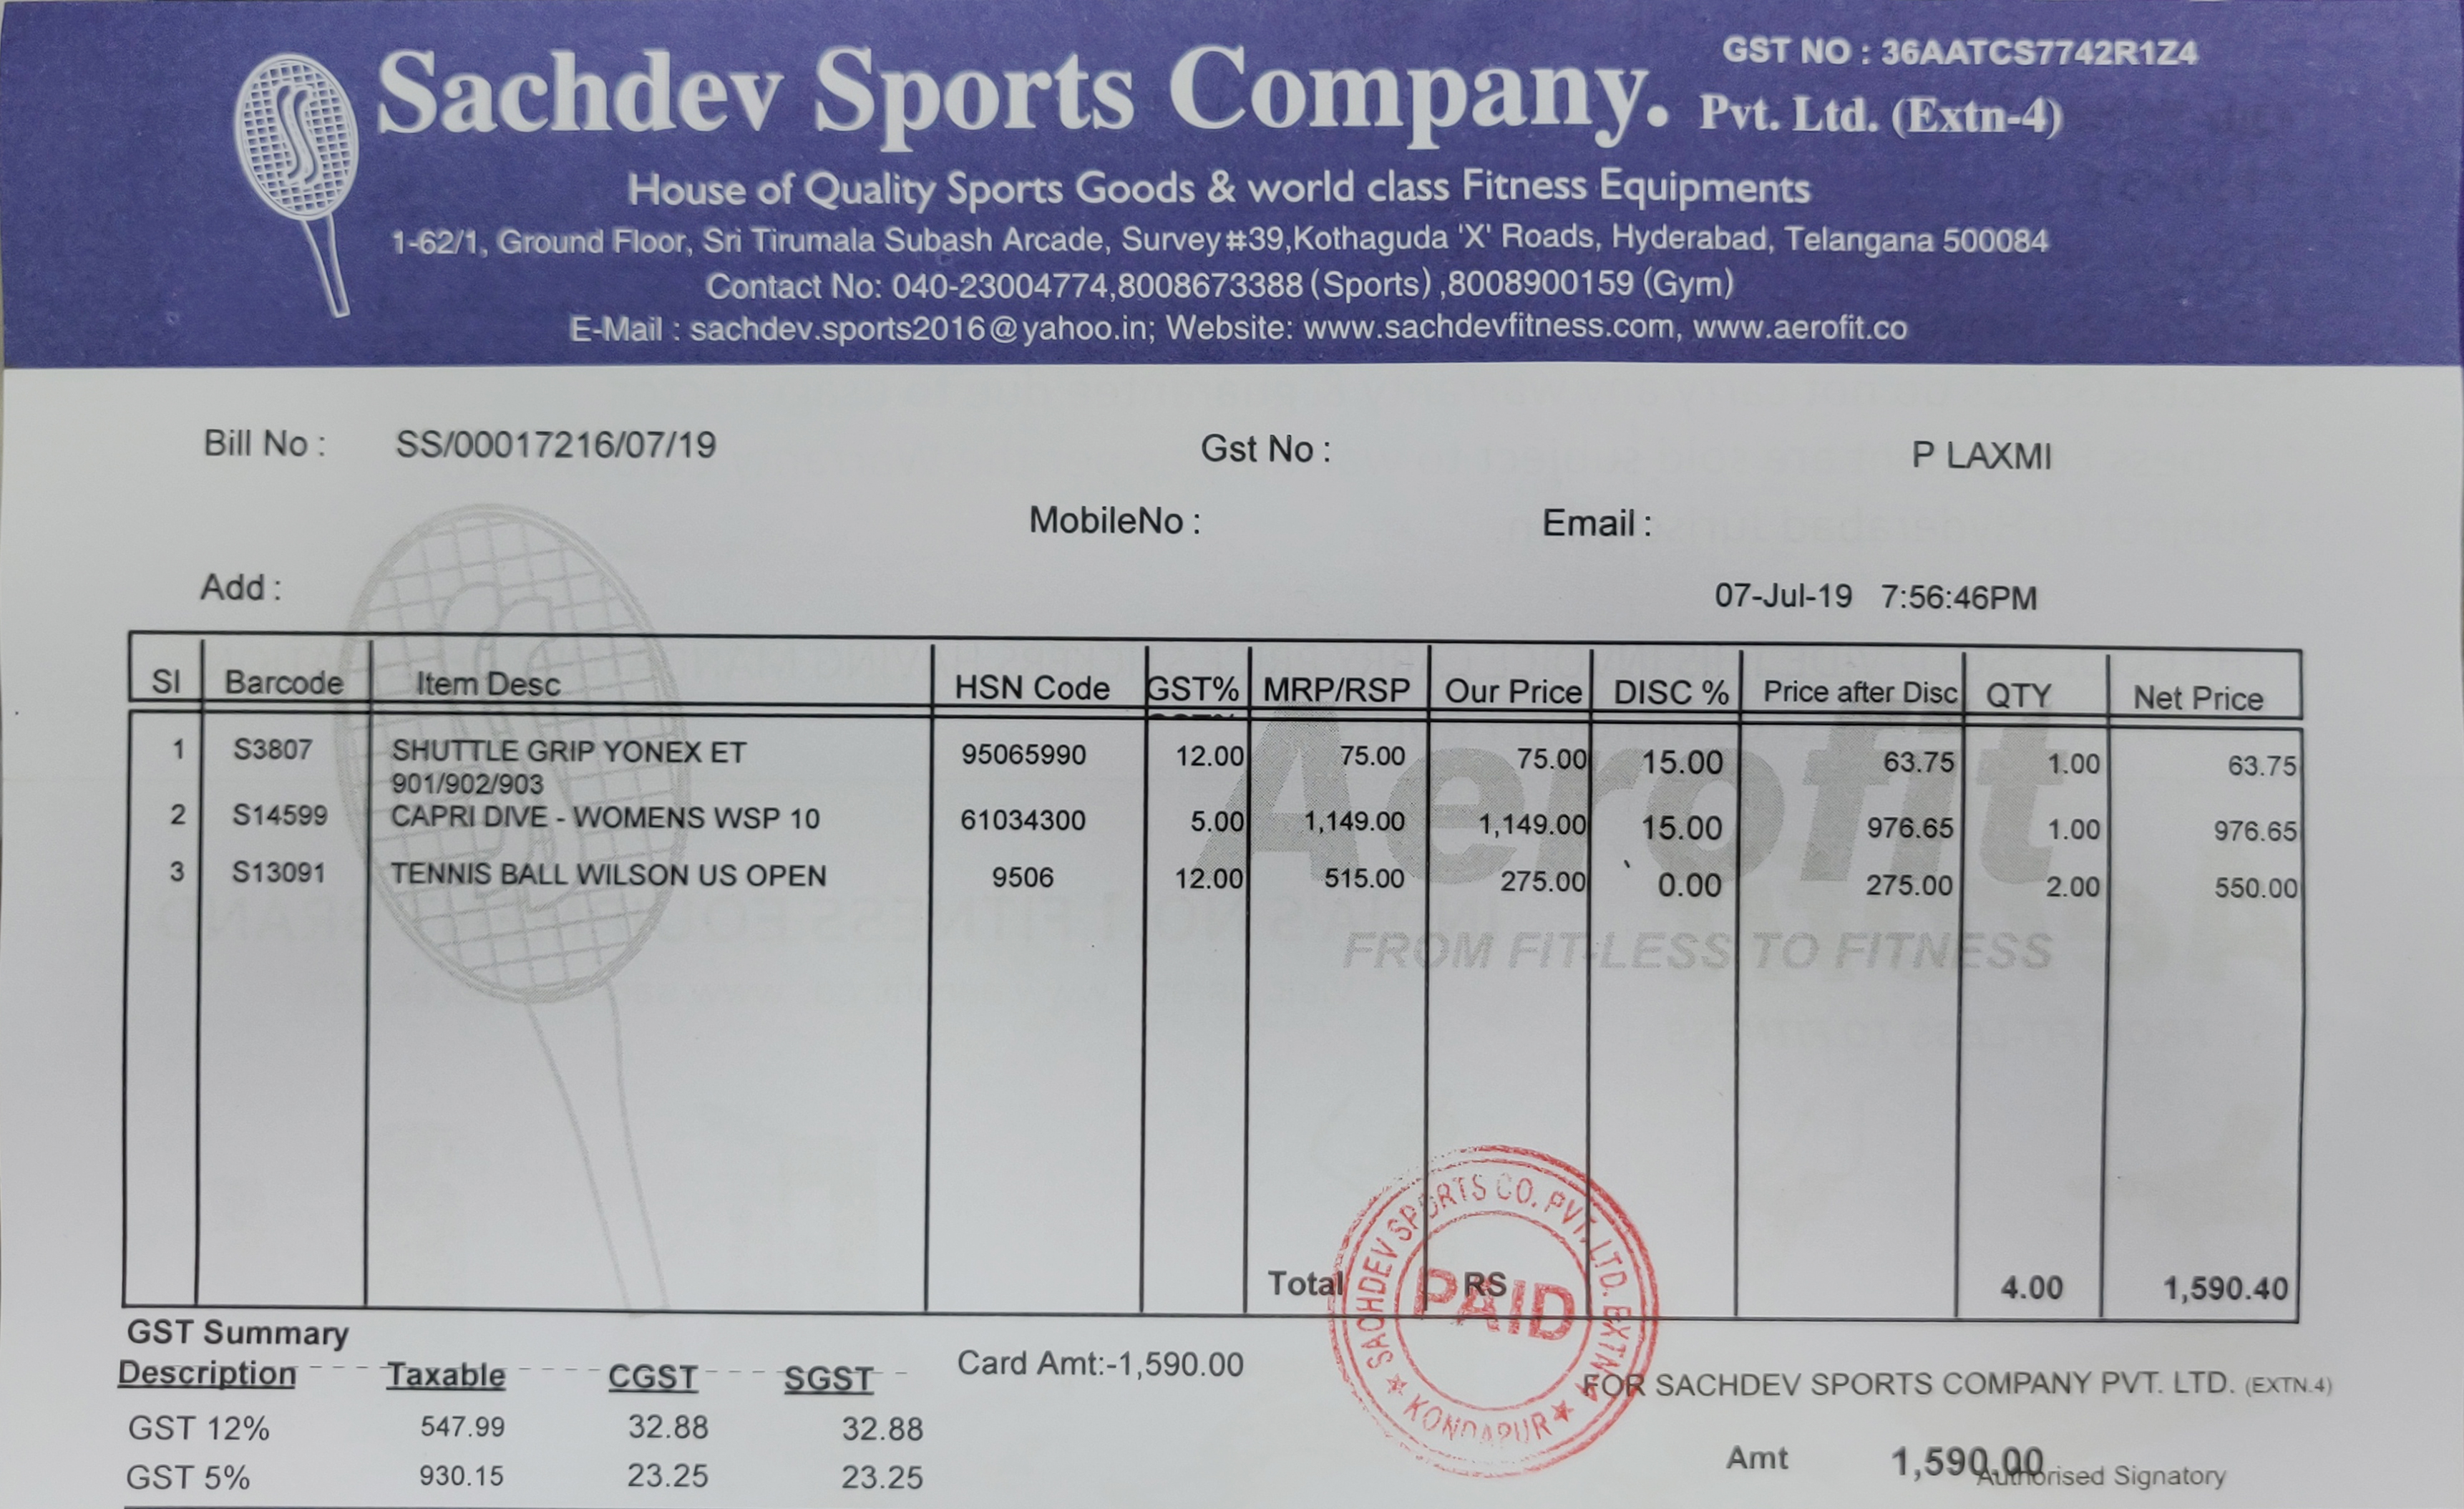 GST NO : 36AATCS7742R1Z4
Sachdev Sports Company. Pvt. Ltd. (Extn-4)
House of Quality Sports Goods & world class Fitness Equipments
1-62/1, Ground Floor, Sri Tirumala Subash Arcade, Survey#39,Kothaguda 'X' Roads, Hyderabad, Telangana 500084
Contact No: 040-23004774,8008673388 (Sports) ,8008900159 (Gym)
E-Mail : sachdev.sports2016@yahoo.in; Website: www.sachdevfitness.com, www.aerofit.co
Bill No : SS/00017216/07/19 Gst No : P LAXMI
MobileNo : Email :
Add : 07-Jul-19 7:56:46PM
Sl Barcode Item Desc HSN Code GST% MRP/RSP Our Price DISC % Price after Disc QTY Net Price
1 S3807 SHUTTLE GRIP YONEX ET 95065990 12.00 75.00 75.00 15.00 63.75 1.00 63.75
901/902/903
2 S14599 CAPRI DIVE - WOMENS WSP 10 61034300 5.00 1,149.00 1,149.00 15.00 976.65 1.00 976.65
3 S13091 TENNIS BALL WILSON US OPEN 9506 12.00 515.00 275.00 0.00 275.00 2.00 550.00
Aerofit
FROM FIT-LESS TO FITNESS
Total RS 4.00 1,590.40
SACHDEV SPORTS CO. PVT. LTD. EXTN-4
PAID
KONDAPUR
GST Summary
Description Taxable CGST SGST Card Amt:-1,590.00
FOR SACHDEV SPORTS COMPANY PVT. LTD. (EXTN.4)
GST 12% 547.99 32.88 32.88
GST 5% 930.15 23.25 23.25
Amt 1,590.00
Authorised Signatory